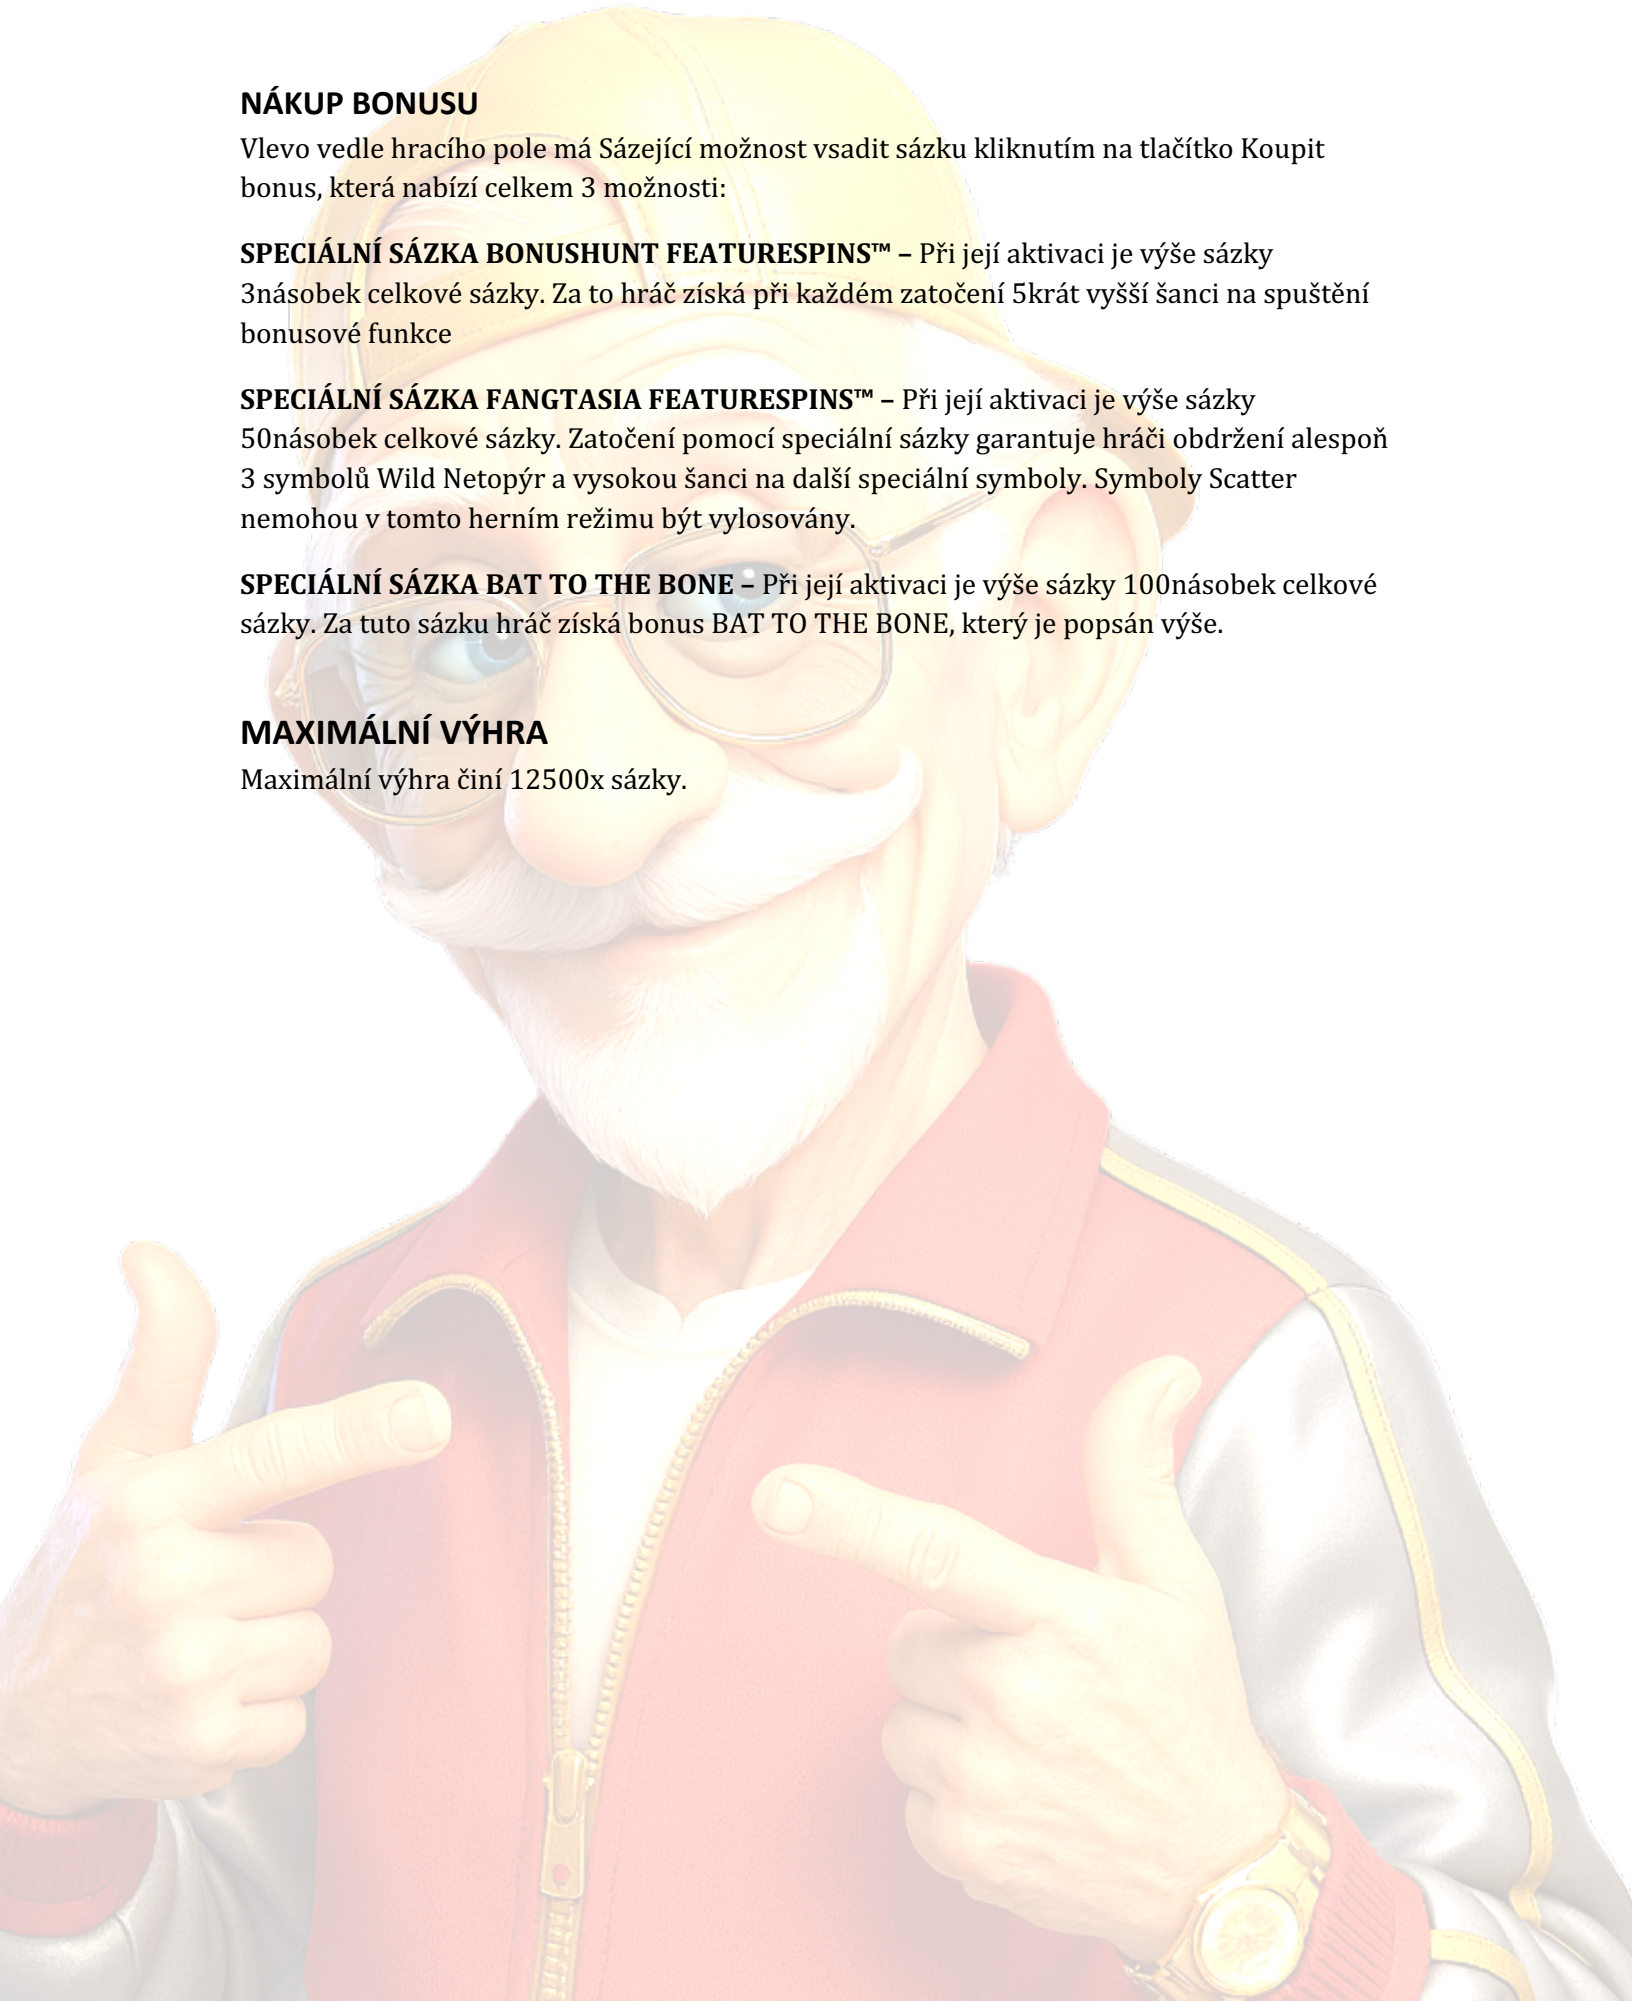 NÁKUP BONUSU
Vlevo vedle hracího pole má Sázející možnost vsadit sázku kliknutím na tlačítko Koupit
bonus, která nabízí celkem 3 možnosti:
SPECIÁLNÍ SÁZKA BONUSHUNT FEATURESPINS™ – Při její aktivaci je výše sázky
3násobek celkové sázky. Za to hráč získá při každém zatočení 5krát vyšší šanci na spuštění
bonusové funkce
SPECIÁLNÍ SÁZKA FANGTASIA FEATURESPINS™ – Při její aktivaci je výše sázky
50násobek celkové sázky. Zatočení pomocí speciální sázky garantuje hráči obdržení alespoň
3 symbolů Wild Netopýr a vysokou šanci na další speciální symboly. Symboly Scatter
nemohou v tomto herním režimu být vylosovány.
SPECIÁLNÍ SÁZKA BAT TO THE BONE – Při její aktivaci je výše sázky 100násobek celkové
sázky. Za tuto sázku hráč získá bonus BAT TO THE BONE, který je popsán výše.
MAXIMÁLNÍ VÝHRA
Maximální výhra činí 12500x sázky.